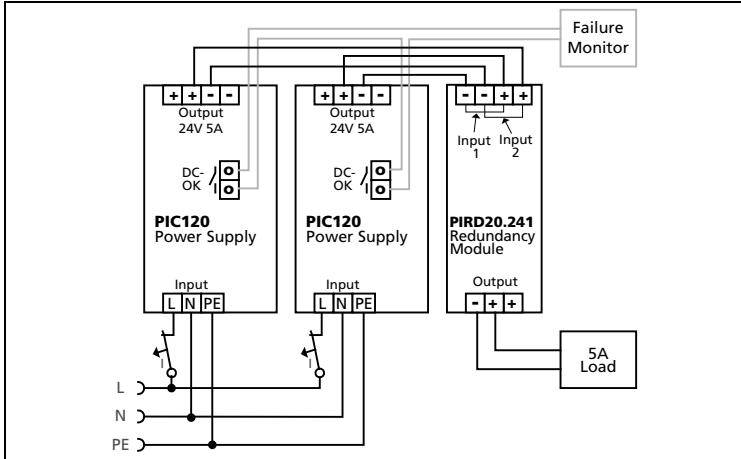 Failure
Monitor
+ + - -
Output
24V 5A
DC-
OK
PIC120
Power Supply
Input
L N PE
I
+ + - -
Output
24V 5A
DC-
OK
PIC120
Power Supply
Input
L N PE
I
- - + +
Input
1
Input
2
PIRD20.241
Redundancy
Module
Output
- + +
5A
Load
L
N
PE